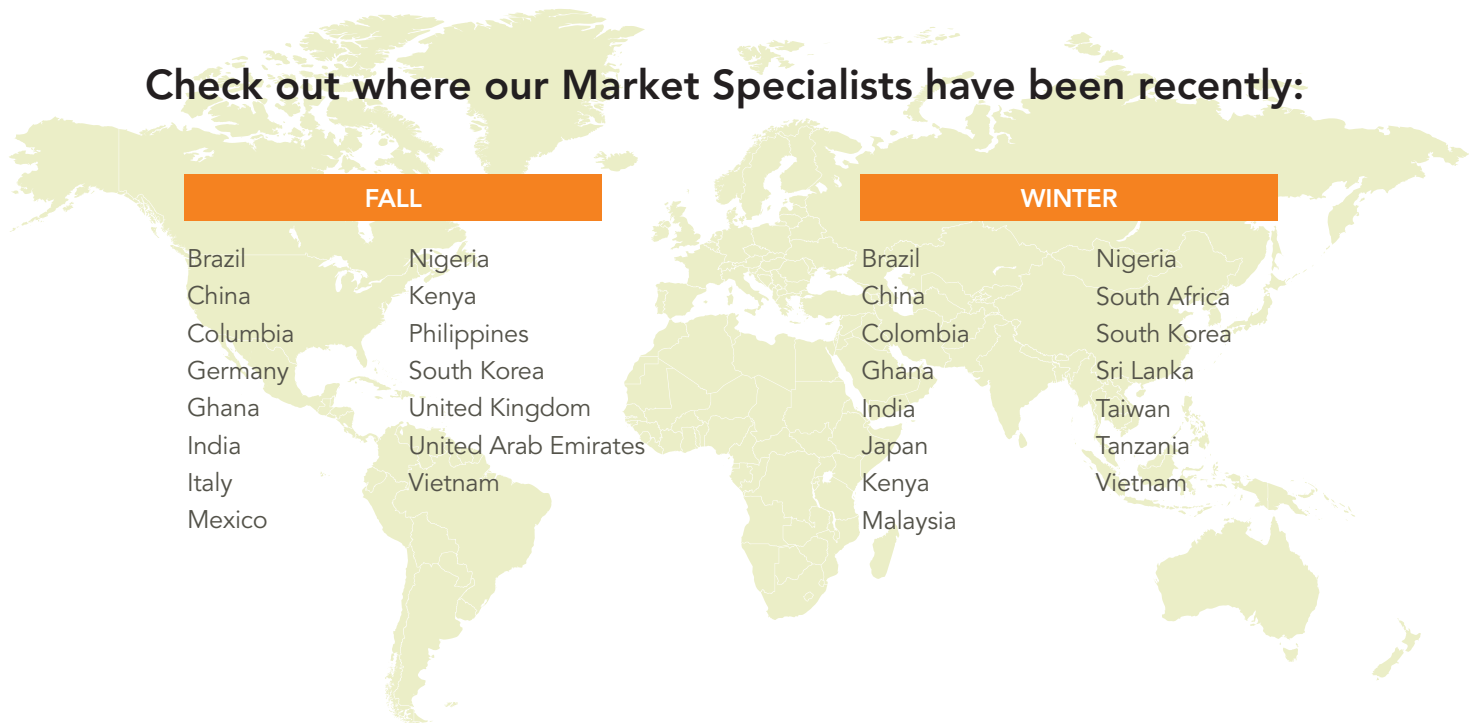 Check out where our Market Specialists have been recently:
FALL
Brazil
China
Columbia
Germany
Ghana
India
Italy
Mexico
Nigeria
Kenya
Philippines
South Korea
United Kingdom
United Arab Emirates
Vietnam
WINTER
Brazil
China
Colombia
Ghana
India
Japan
Kenya
Malaysia
Nigeria
South Africa
South Korea
Sri Lanka
Taiwan
Tanzania
Vietnam